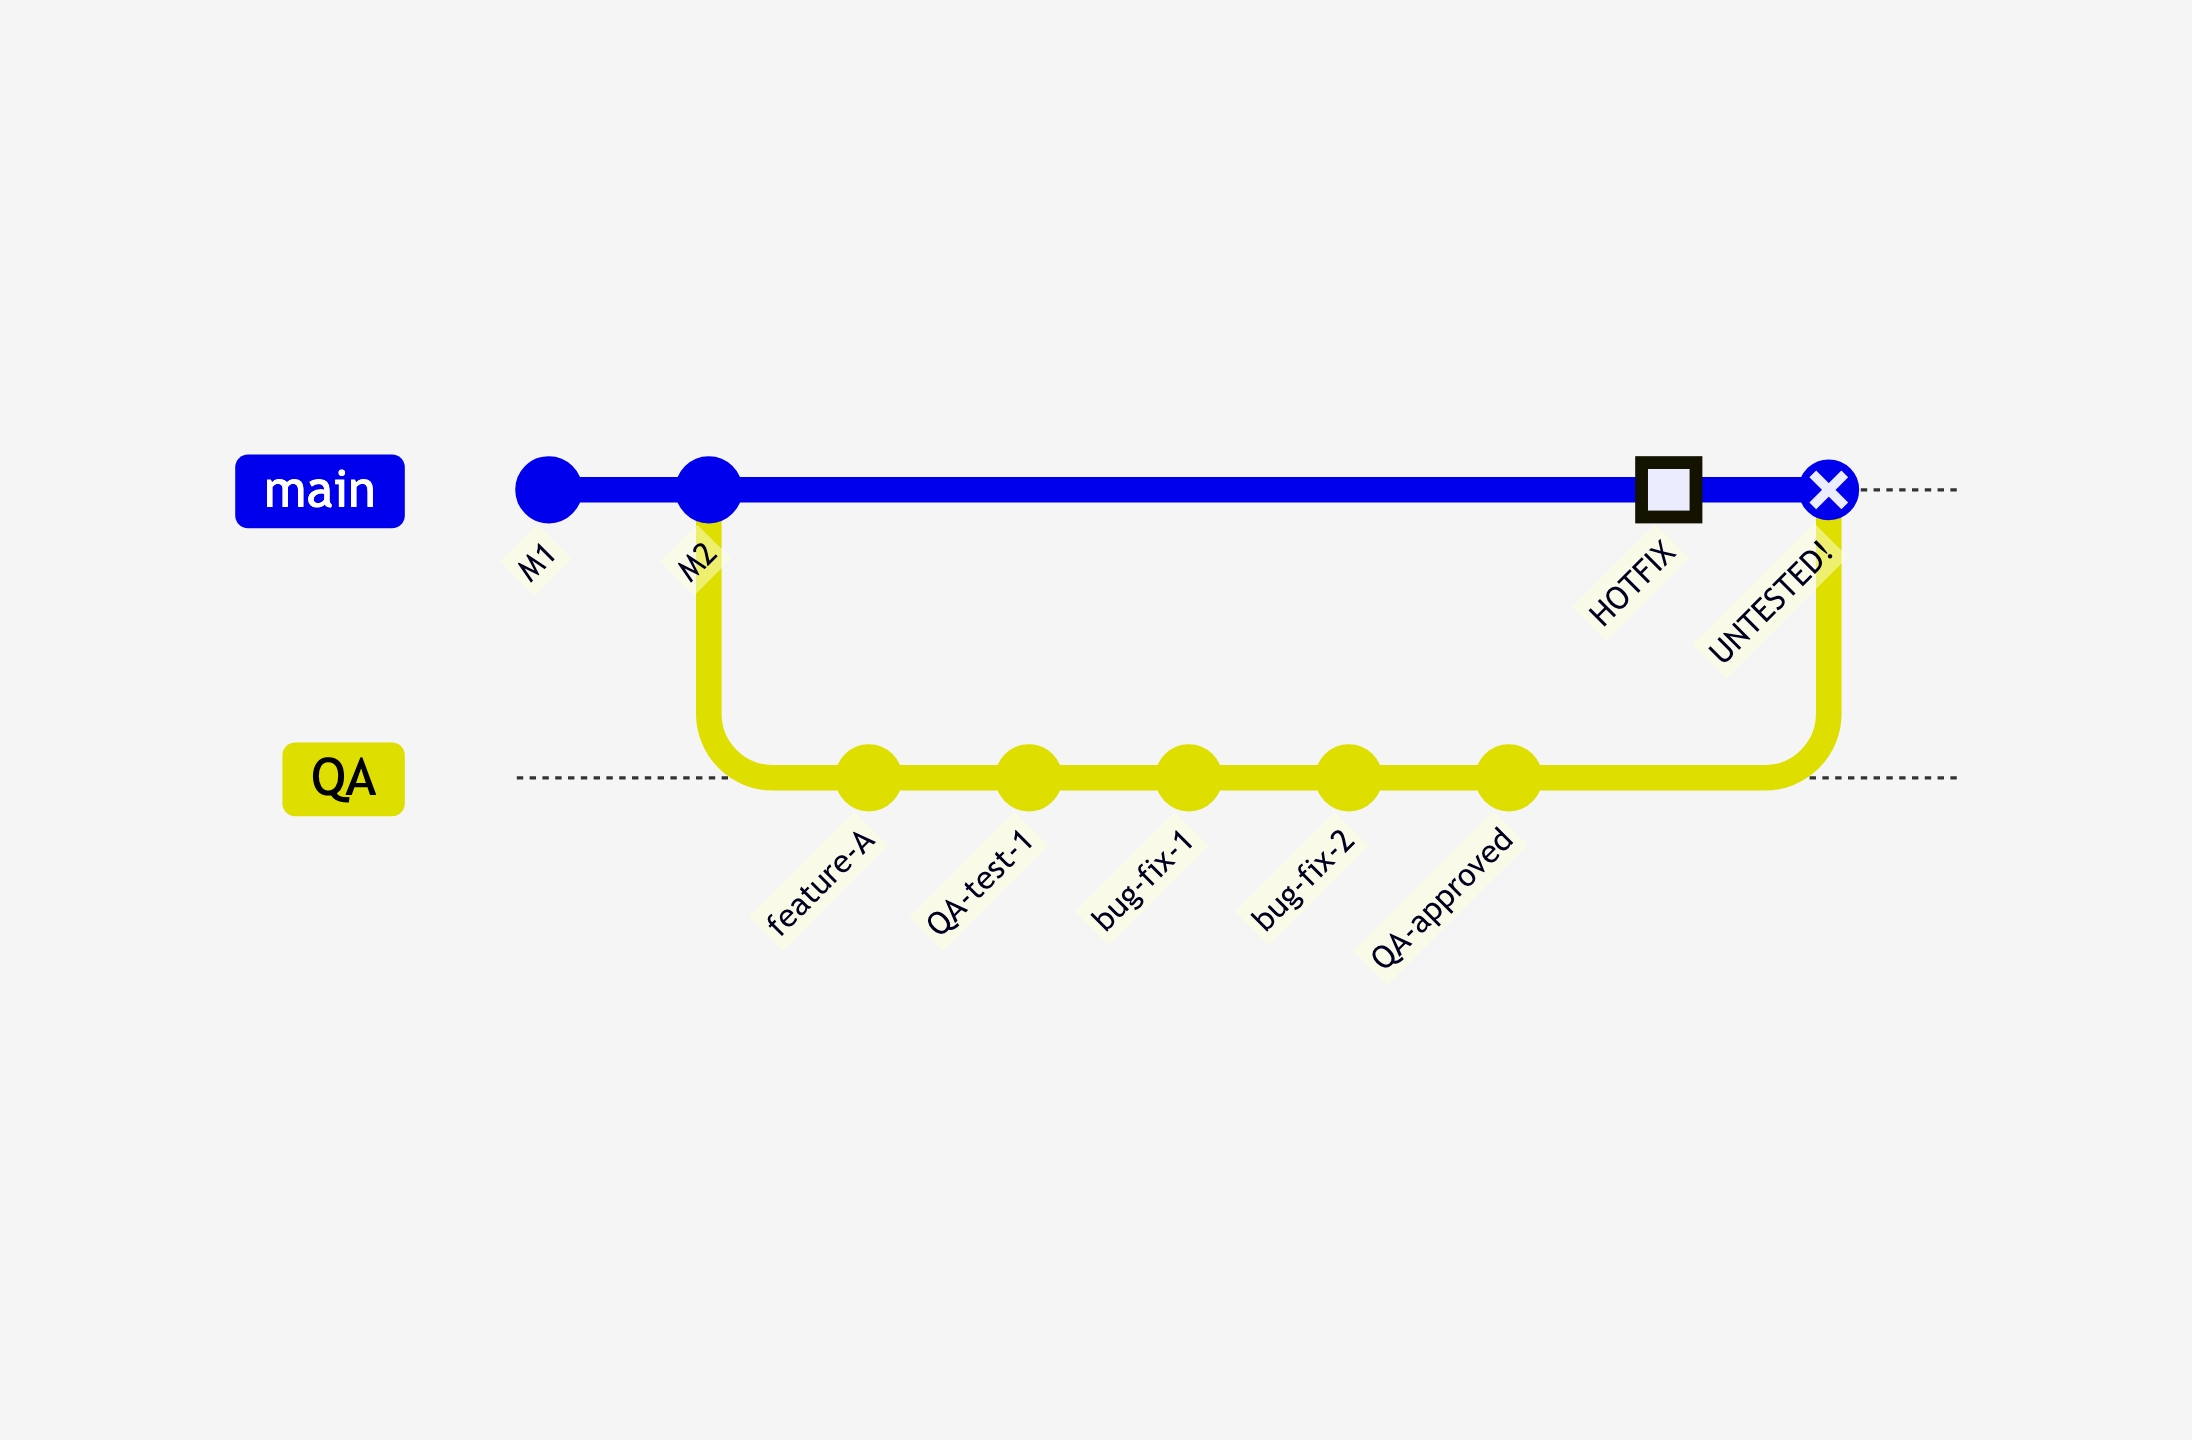 main
M1
M2
HOTFIX
UNTESTED!
QA
feature-A
QA-test-1
bug-fix-1
bug-fix-2
QA-approved